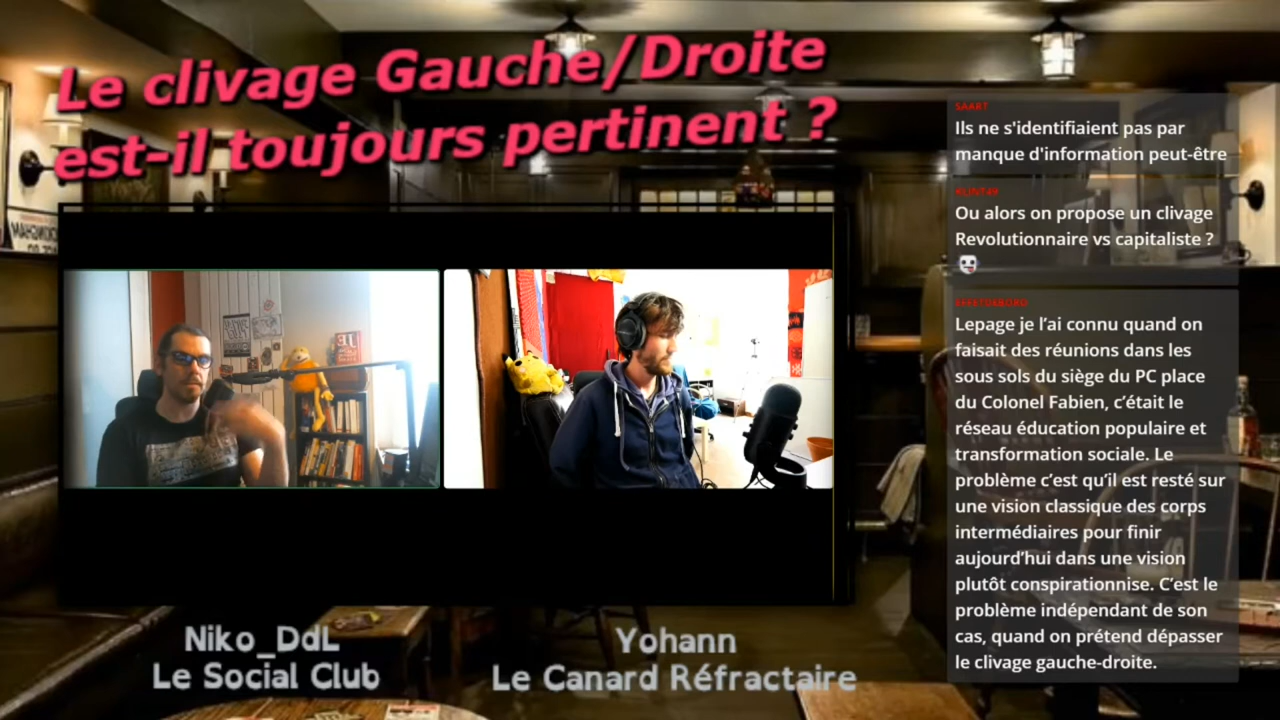 Le clivage Gauche/Droite
est-il toujours pertinent ?
SAART
Ils ne s'identifiaient pas par
manque d'information peut-être
Ou alors on propose un clivage
Revolutionnaire vs capitaliste ?
Lepage je l'ai connu quand on
faisait des réunions dans les
sous sols du siège du PC place
du Colonel Fabien, c'était le
réseau éducation populaire et
transformation sociale. Le
problème c'est qu'il est resté sur
une vision classique des corps
intermédiaires pour finir
aujourd'hui dans une vision
plutôt conspirationnise. C'est le
problème indépendant de son
cas, quand on prétend dépasser
le clivage gauche-droite.
Niko_DdL
Le Social Club
Yohann
Le Canard Réfractaire